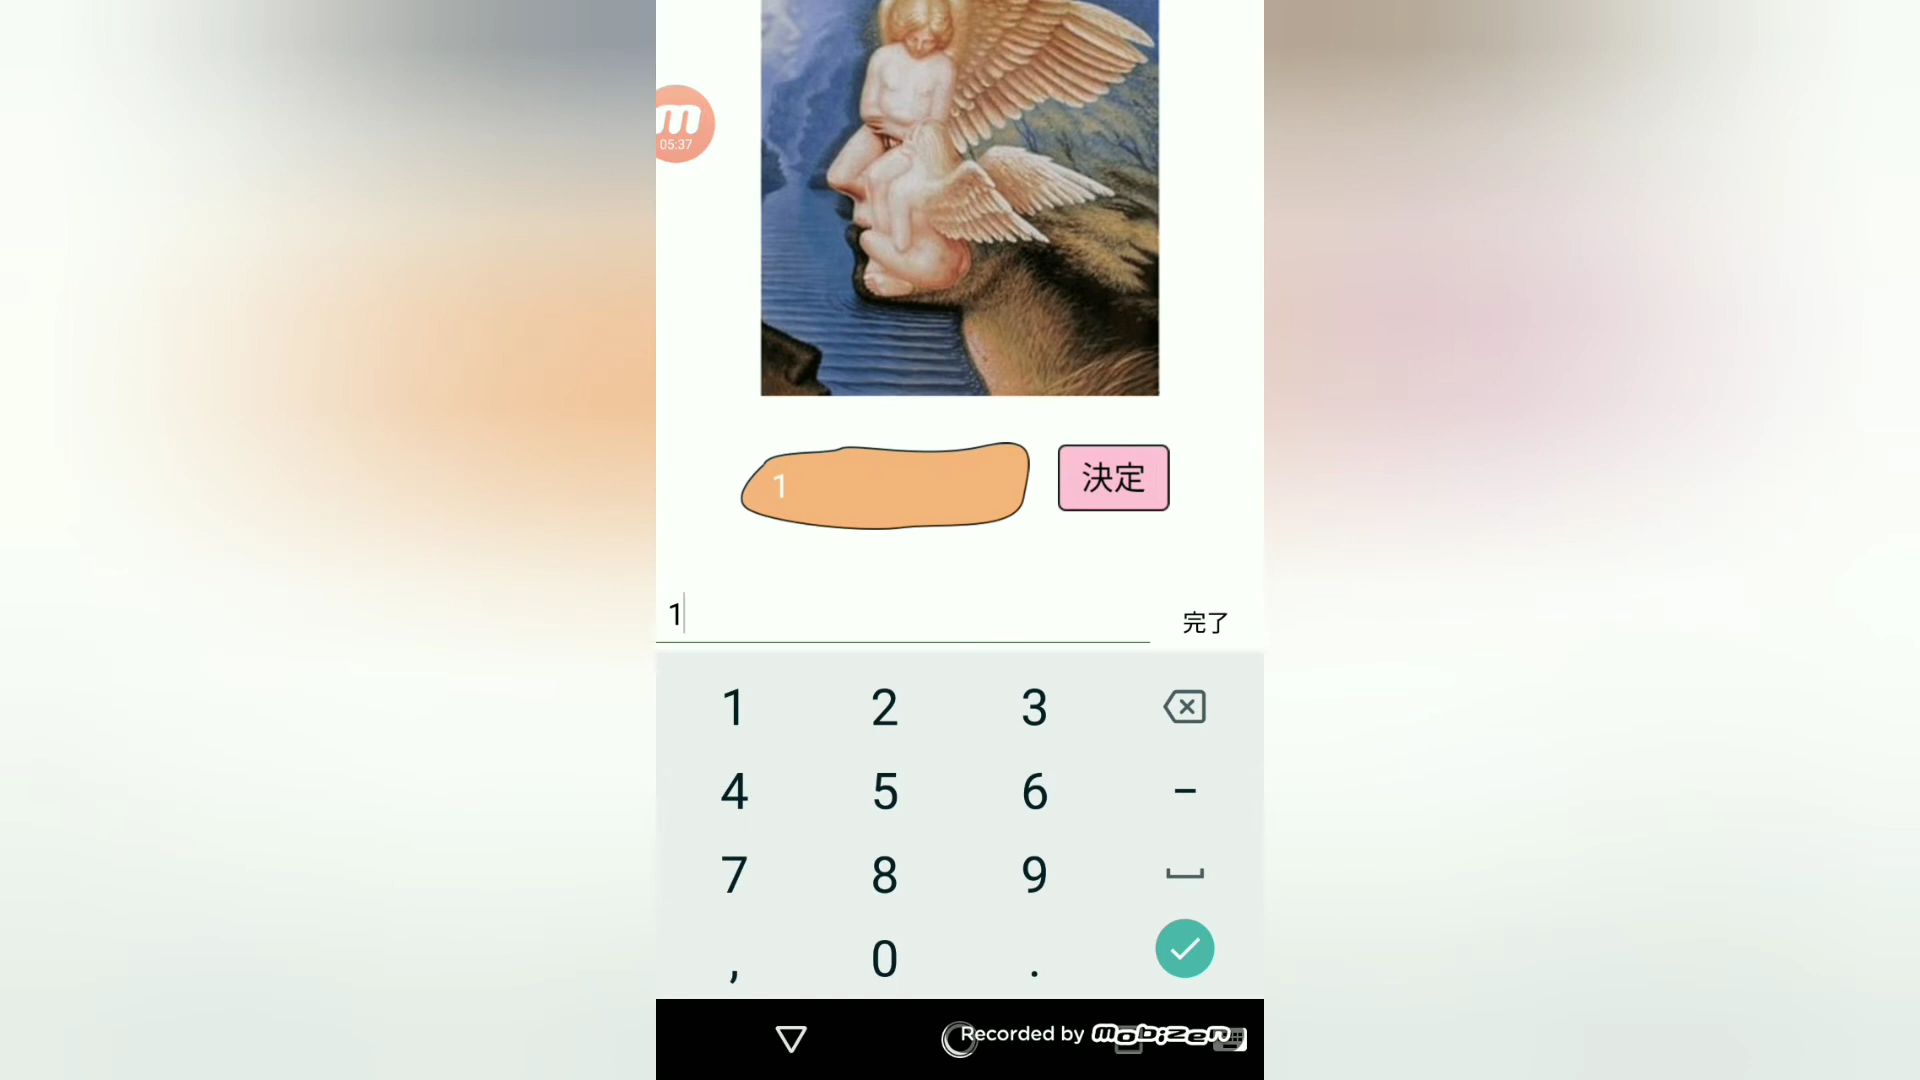 m
05:37
1
決定
1
完了
1 2 3
4 5 6 -
7 8 9
, 0 .
Recorded by mobizen